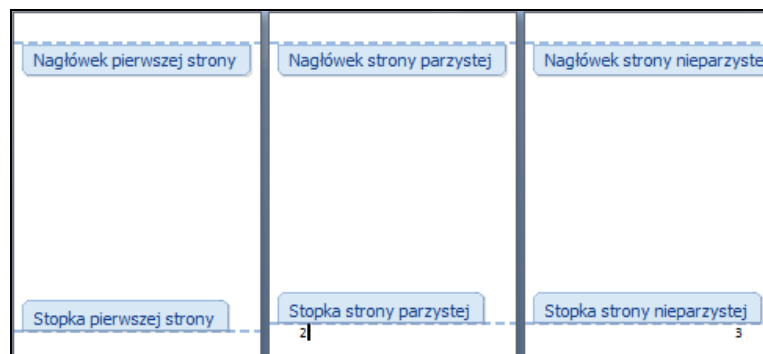 Nagłówek pierwszej strony
Nagłówek strony parzystej
Nagłówek strony nieparzyste
Stopka pierwszej strony
Stopka strony parzystej
Stopka strony nieparzystej
2
3